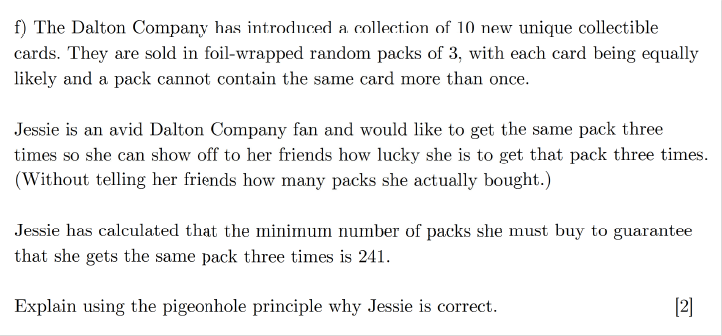 f) The Dalton Company has introduced a collection of 10 new unique collectible
cards. They are sold in foil-wrapped random packs of 3, with each card being equally
likely and a pack cannot contain the same card more than once.
Jessie is an avid Dalton Company fan and would like to get the same pack three
times so she can show off to her friends how lucky she is to get that pack three times.
(Without telling her friends how many packs she actually bought.)
Jessie has calculated that the minimum number of packs she must buy to guarantee
that she gets the same pack three times is 241.
Explain using the pigeonhole principle why Jessie is correct. [2]